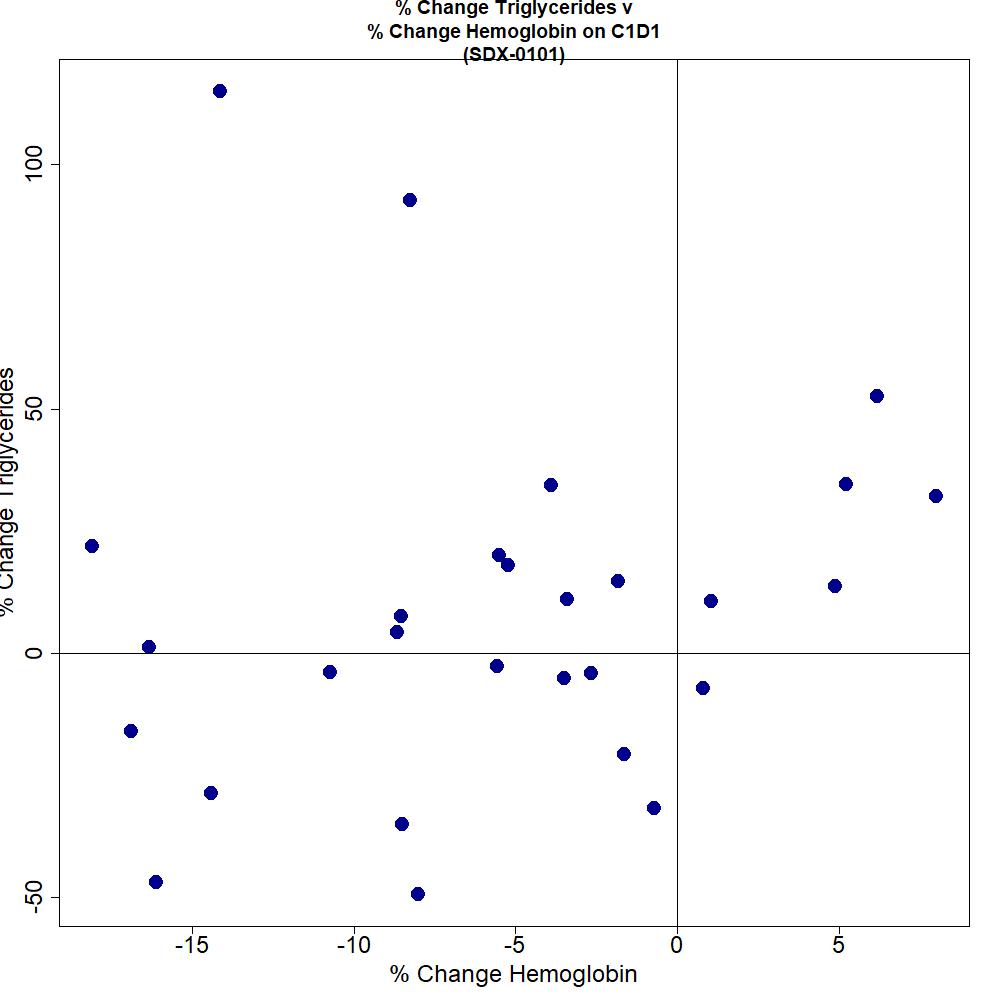 % Change Triglycerides v
% Change Hemoglobin on C1D1
(SDX-0101)
% Change Triglycerides
100
50
0
-50
-15
-10
-5
0
5
% Change Hemoglobin